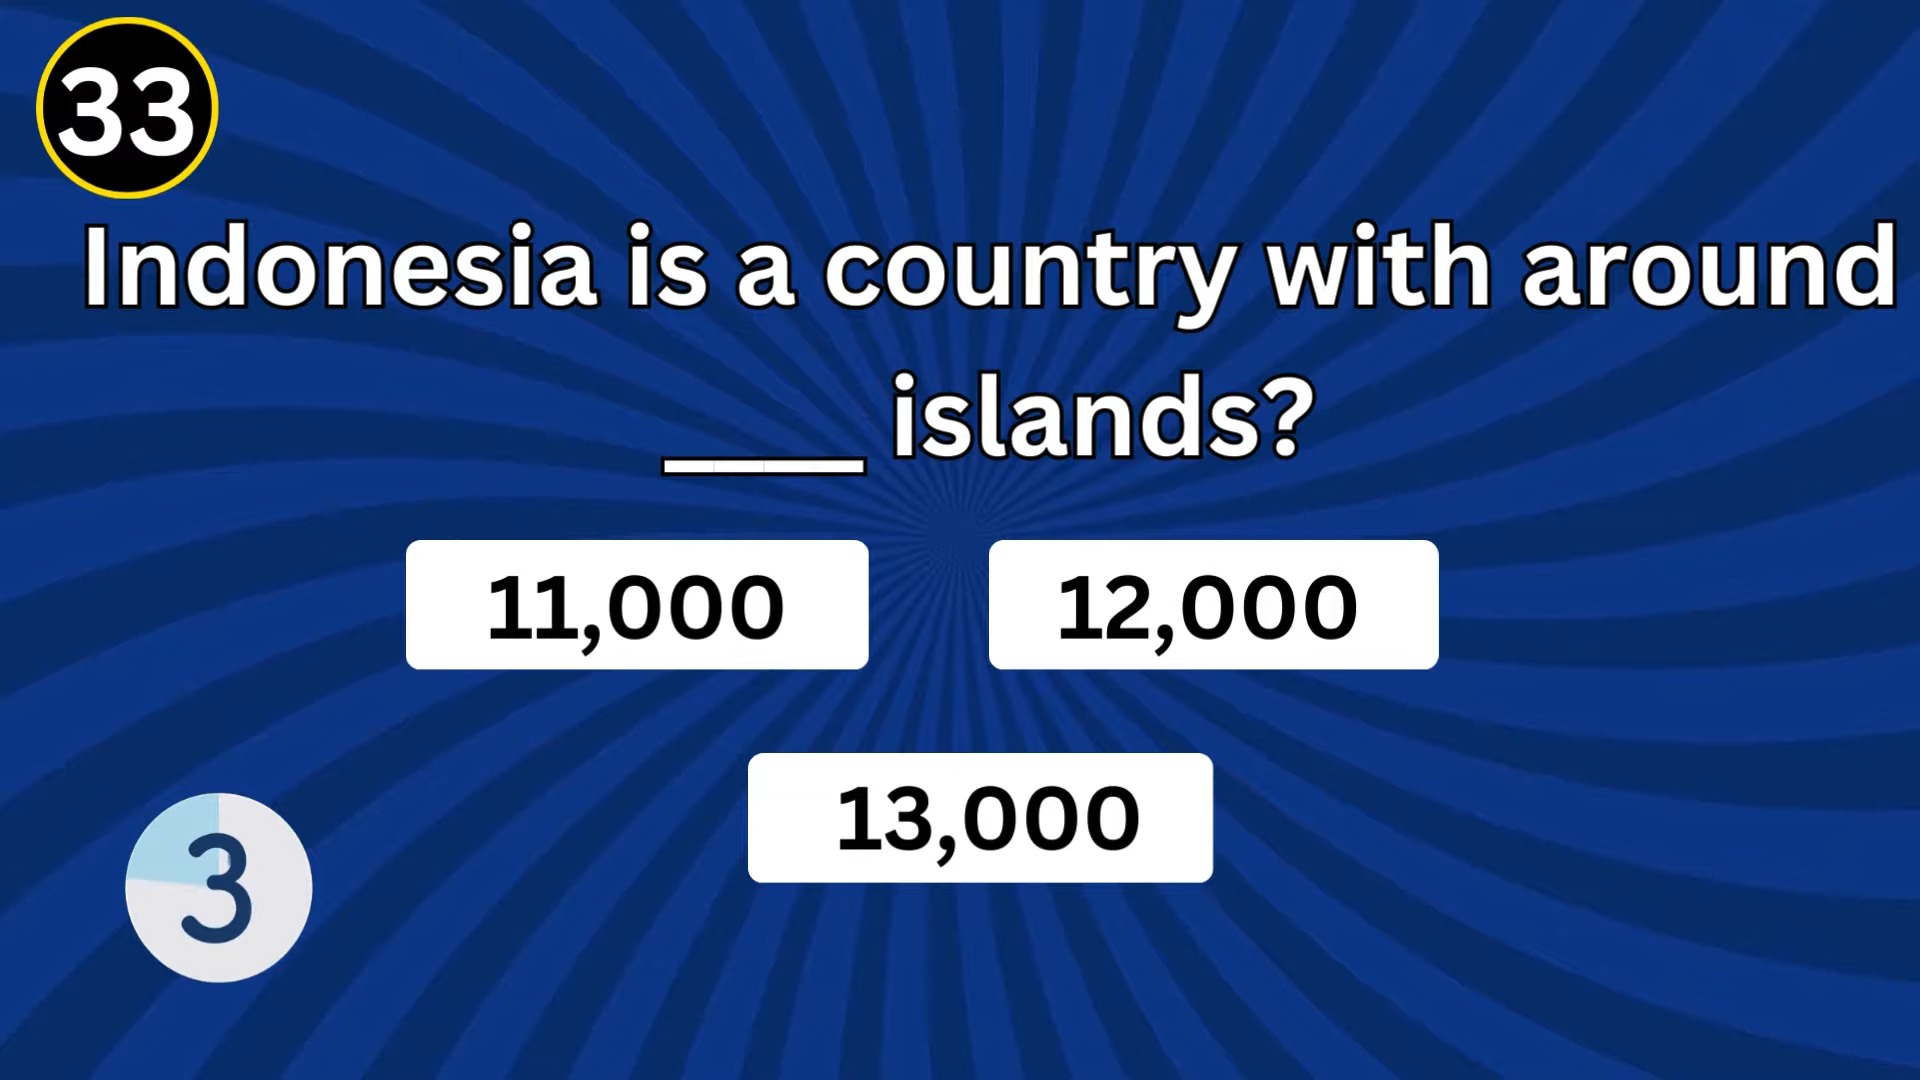 33
Indonesia is a country with around
____ islands?
11,000
12,000
13,000
3